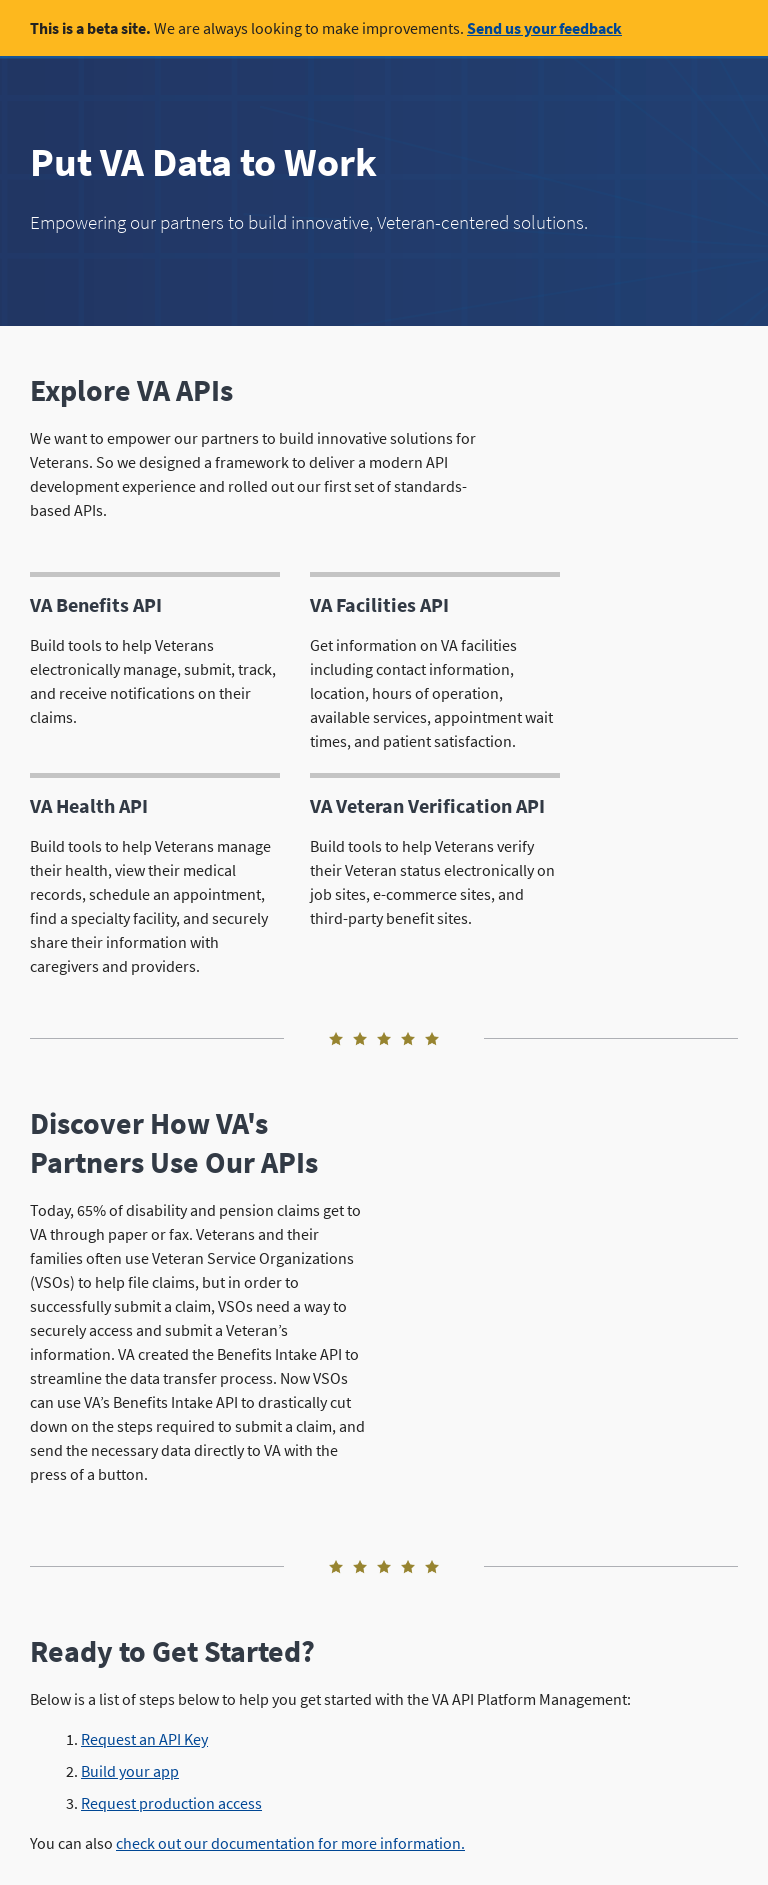 This is a beta site. We are always looking to make improvements. Send us your feedback
Put VA Data to Work
Empowering our partners to build innovative, Veteran-centered solutions.
Explore VA APIs
We want to empower our partners to build innovative solutions for
Veterans. So we designed a framework to deliver a modern API
development experience and rolled out our first set of standards-
based APIs.
VA Benefits API
Build tools to help Veterans
electronically manage, submit, track,
and receive notifications on their
claims.
VA Facilities API
Get information on VA facilities
including contact information,
location, hours of operation,
available services, appointment wait
times, and patient satisfaction.
VA Health API
Build tools to help Veterans manage
their health, view their medical
records, schedule an appointment,
find a specialty facility, and securely
share their information with
caregivers and providers.
VA Veteran Verification API
Build tools to help Veterans verify
their Veteran status electronically on
job sites, e-commerce sites, and
third-party benefit sites.
Discover How VA's
Partners Use Our APIs
Today, 65% of disability and pension claims get to
VA through paper or fax. Veterans and their
families often use Veteran Service Organizations
(VSOs) to help file claims, but in order to
successfully submit a claim, VSOs need a way to
securely access and submit a Veteran’s
information. VA created the Benefits Intake API to
streamline the data transfer process. Now VSOs
can use VA’s Benefits Intake API to drastically cut
down on the steps required to submit a claim, and
send the necessary data directly to VA with the
press of a button.
Ready to Get Started?
Below is a list of steps below to help you get started with the VA API Platform Management:
1. Request an API Key
2. Build your app
3. Request production access
You can also check out our documentation for more information.